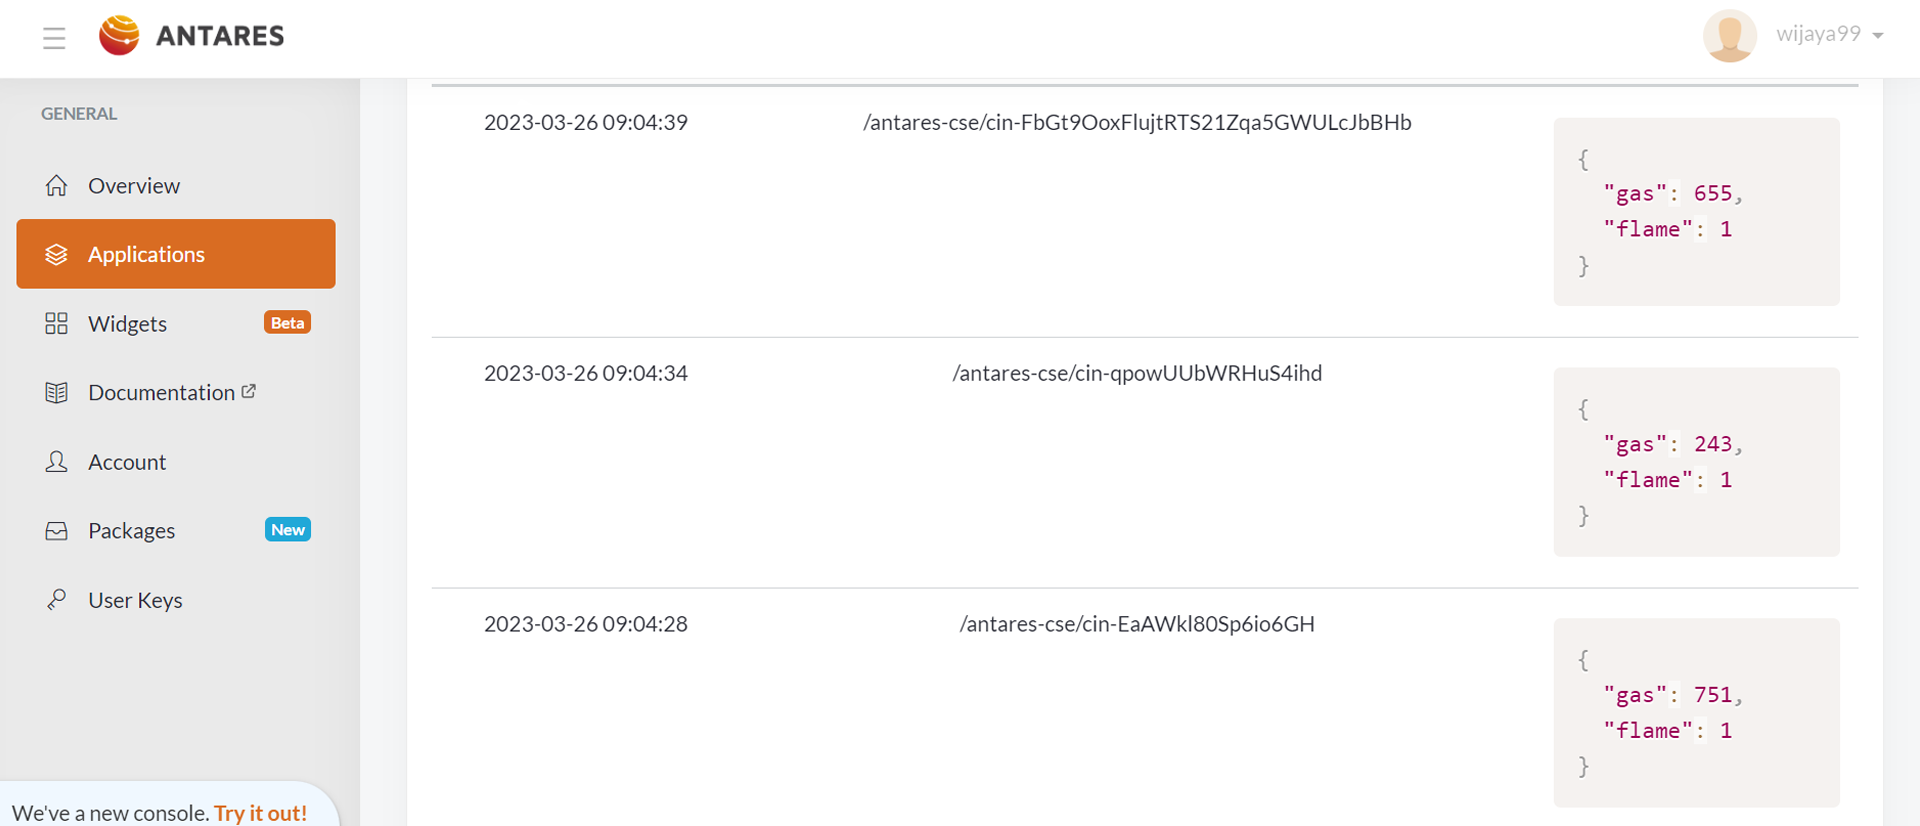 ANTARES
wijaya99
GENERAL
Overview
Applications
Widgets Beta
Documentation
Account
Packages New
User Keys
We've a new console. Try it out!
2023-03-26 09:04:39 /antares-cse/cin-FbGt9OoxFlujtRTS21Zqa5GWULcJbBHb
{
"gas": 655,
"flame": 1
}
2023-03-26 09:04:34 /antares-cse/cin-qpowUUbWRHuS4ihd
{
"gas": 243,
"flame": 1
}
2023-03-26 09:04:28 /antares-cse/cin-EaAWkl80Sp6io6GH
{
"gas": 751,
"flame": 1
}